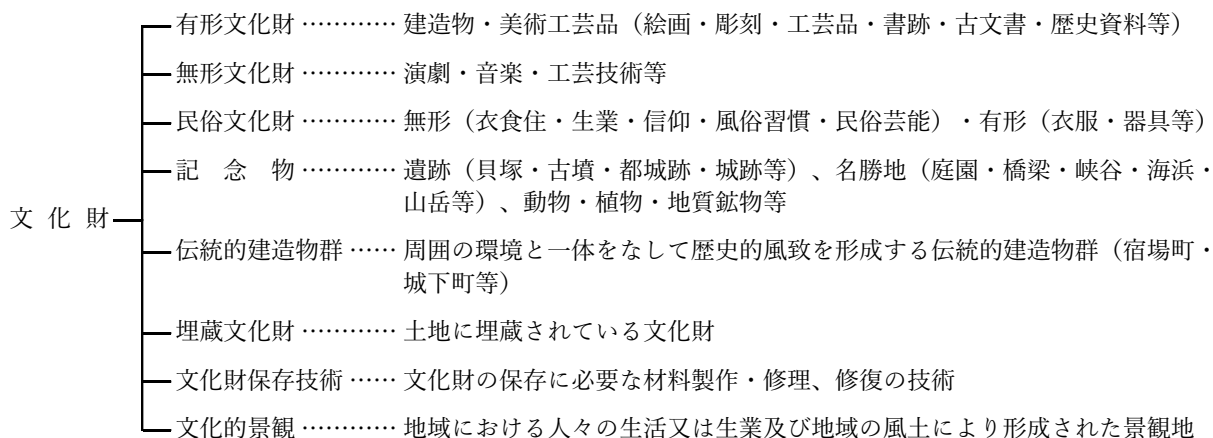 有形文化財 ………… 建造物・美術工芸品（絵画・彫刻・工芸品・書跡・古文書・歴史資料等）
無形文化財 ………… 演劇・音楽・工芸技術等
民俗文化財 ………… 無形（衣食住・生業・信仰・風俗習慣・民俗芸能）・有形（衣服・器具等）
記　念　物 ………… 遺跡（貝塚・古墳・都城跡・城跡等）、名勝地（庭園・橋梁・峡谷・海浜・
山岳等）、動物・植物・地質鉱物等
文 化 財
伝統的建造物群 …… 周囲の環境と一体をなして歴史的風致を形成する伝統的建造物群（宿場町・
城下町等）
埋蔵文化財 ………… 土地に埋蔵されている文化財
文化財保存技術 …… 文化財の保存に必要な材料製作・修理、修復の技術
文化的景観 ………… 地域における人々の生活又は生業及び地域の風土により形成された景観地